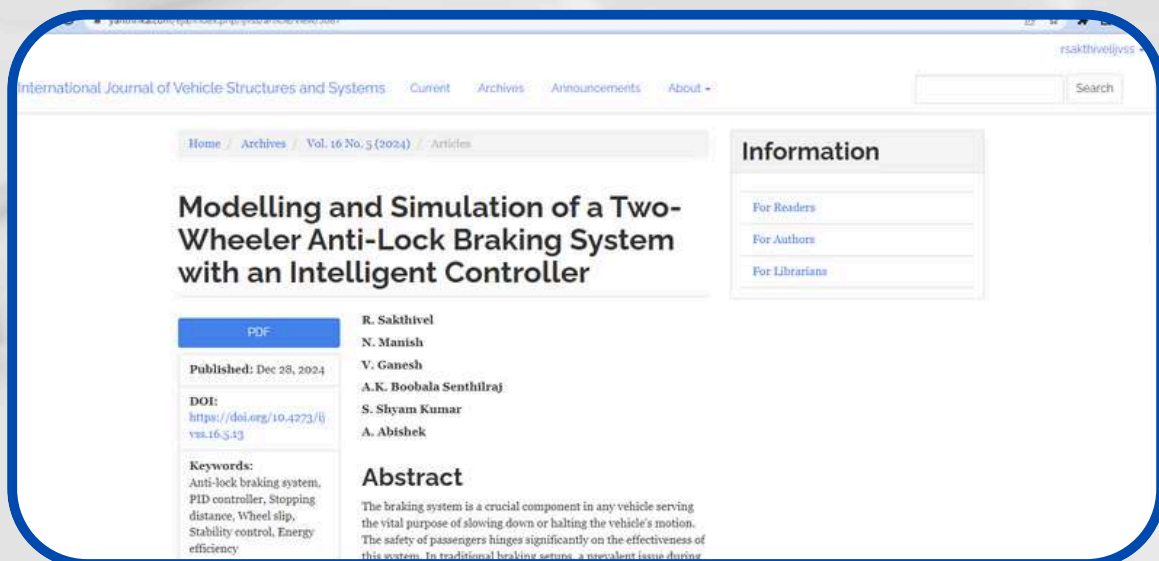 rsakthivelijvss
International Journal of Vehicle Structures and Systems Current Archives Announcements About
Search
Home / Archives / Vol. 16 No. 5 (2024) / Articles
Information
For Readers
For Authors
For Librarians
Modelling and Simulation of a Two-
Wheeler Anti-Lock Braking System
with an Intelligent Controller
PDF
Published: Dec 28, 2024
DOI:
https://doi.org/10.4273/ij
vss.16.5.13
Keywords:
Anti-lock braking system,
PID controller, Stopping
distance, Wheel slip,
Stability control, Energy
efficiency
R. Sakthivel
N. Manish
V. Ganesh
A.K. Boobala Senthilraj
S. Shyam Kumar
A. Abishek
Abstract
The braking system is a crucial component in any vehicle serving
the vital purpose of slowing down or halting the vehicle's motion.
The safety of passengers hinges significantly on the effectiveness of
this system. In traditional braking setups, a prevalent issue during